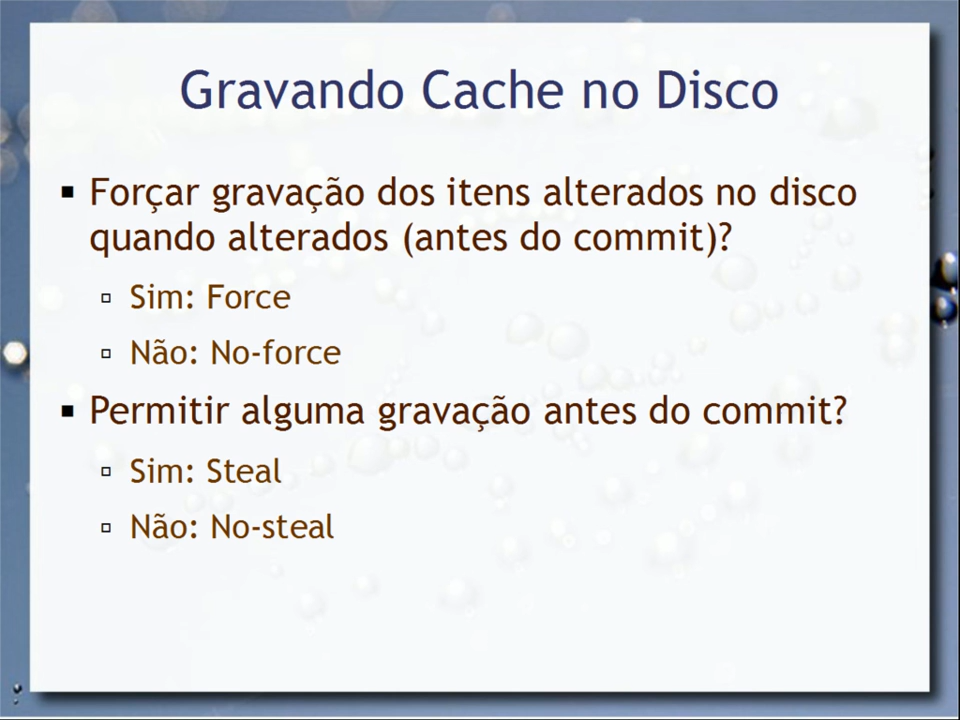 Gravando Cache no Disco
▪ Forçar gravação dos itens alterados no disco
quando alterados (antes do commit)?
▫ Sim: Force
▫ Não: No-force
▪ Permitir alguma gravação antes do commit?
▫ Sim: Steal
▫ Não: No-steal